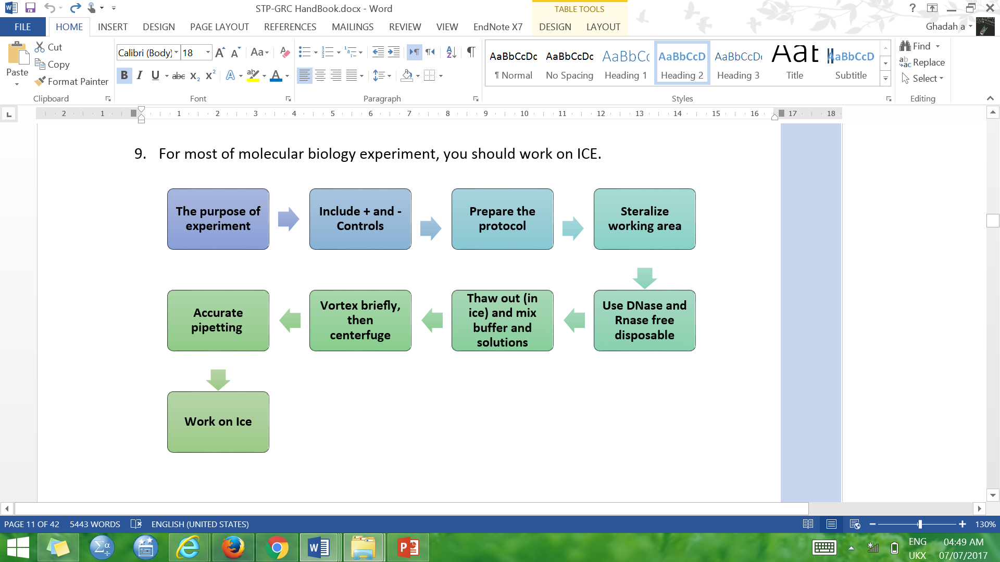 STP-GRC HandBook.docx - Word
TABLE TOOLS
FILE HOME INSERT DESIGN PAGE LAYOUT REFERENCES MAILINGS REVIEW VIEW EndNote X7 DESIGN LAYOUT
Ghadah a
Paste
Cut
Copy
Format Painter
Clipboard
Calibri (Body) 18
Font
Paragraph
AaBbCcDc AaBbCcDc AaBbCc AaBbCcD AaBbCcDc AaB AaBbCcD
¶ Normal No Spacing Heading 1 Heading 2 Heading 3 Title Subtitle
Styles
Find
Replace
Select
Editing
2 1 1 2 3 4 5 6 7 8 9 10 11 12 13 14 15 16 17 18
9. For most of molecular biology experiment, you should work on ICE.
The purpose of
experiment
Include + and -
Controls
Prepare the
protocol
Steralize
working area
Use DNase and
Rnase free
disposable
Thaw out (in
ice) and mix
buffer and
solutions
Vortex briefly,
then
centerfuge
Accurate
pipetting
Work on Ice
PAGE 11 OF 42 5443 WORDS ENGLISH (UNITED STATES)
130%
ENG
UKX
04:49 AM
07/07/2017